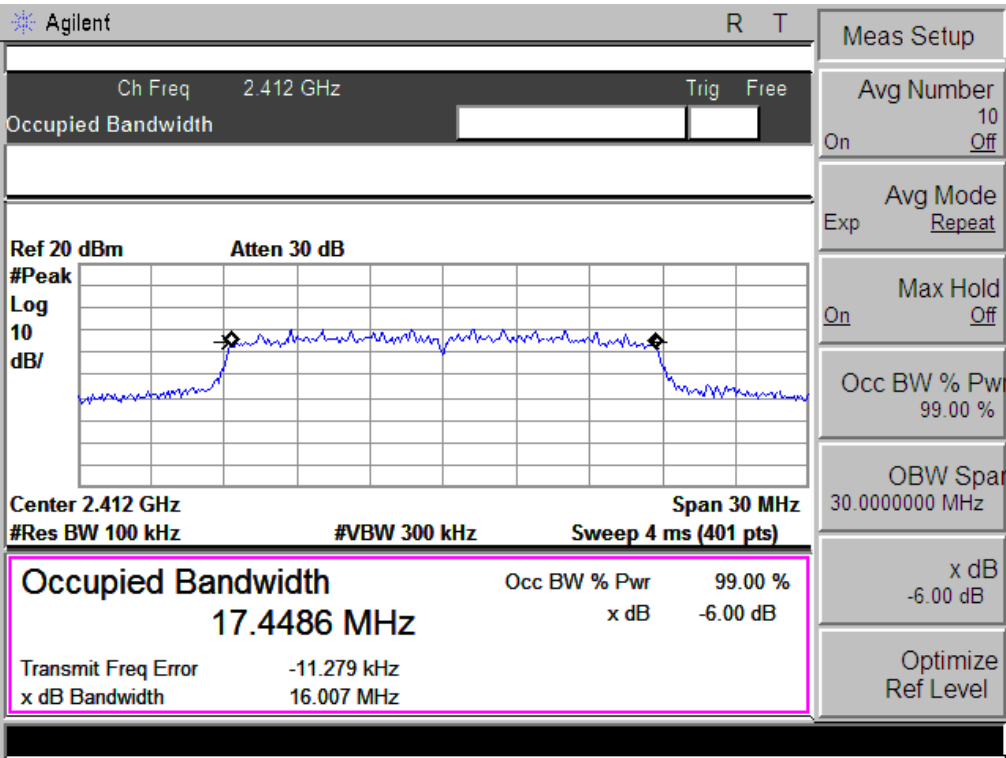 Agilent R T
Ch Freq 2.412 GHz Trig Free
Occupied Bandwidth
Ref 20 dBm Atten 30 dB
#Peak
Log
10
dB/
Center 2.412 GHz Span 30 MHz
#Res BW 100 kHz #VBW 300 kHz Sweep 4 ms (401 pts)
Occupied Bandwidth Occ BW % Pwr 99.00 %
17.4486 MHz x dB -6.00 dB
Transmit Freq Error -11.279 kHz
x dB Bandwidth 16.007 MHz
Meas Setup
Avg Number
10
On Off
Avg Mode
Exp Repeat
Max Hold
On Off
Occ BW % Pwr
99.00 %
OBW Span
30.0000000 MHz
x dB
-6.00 dB
Optimize
Ref Level